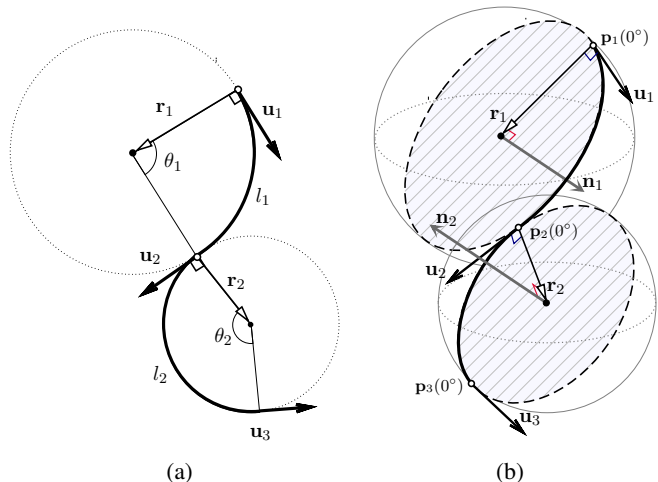 r₁
u₁
θ₁
l₁
u₂
r₂
θ₂
l₂
u₃
(a)
p₁(0°)
u₁
r₁
n₁
n₂
p₂(0°)
u₂
r₂
p₃(0°)
u₃
(b)